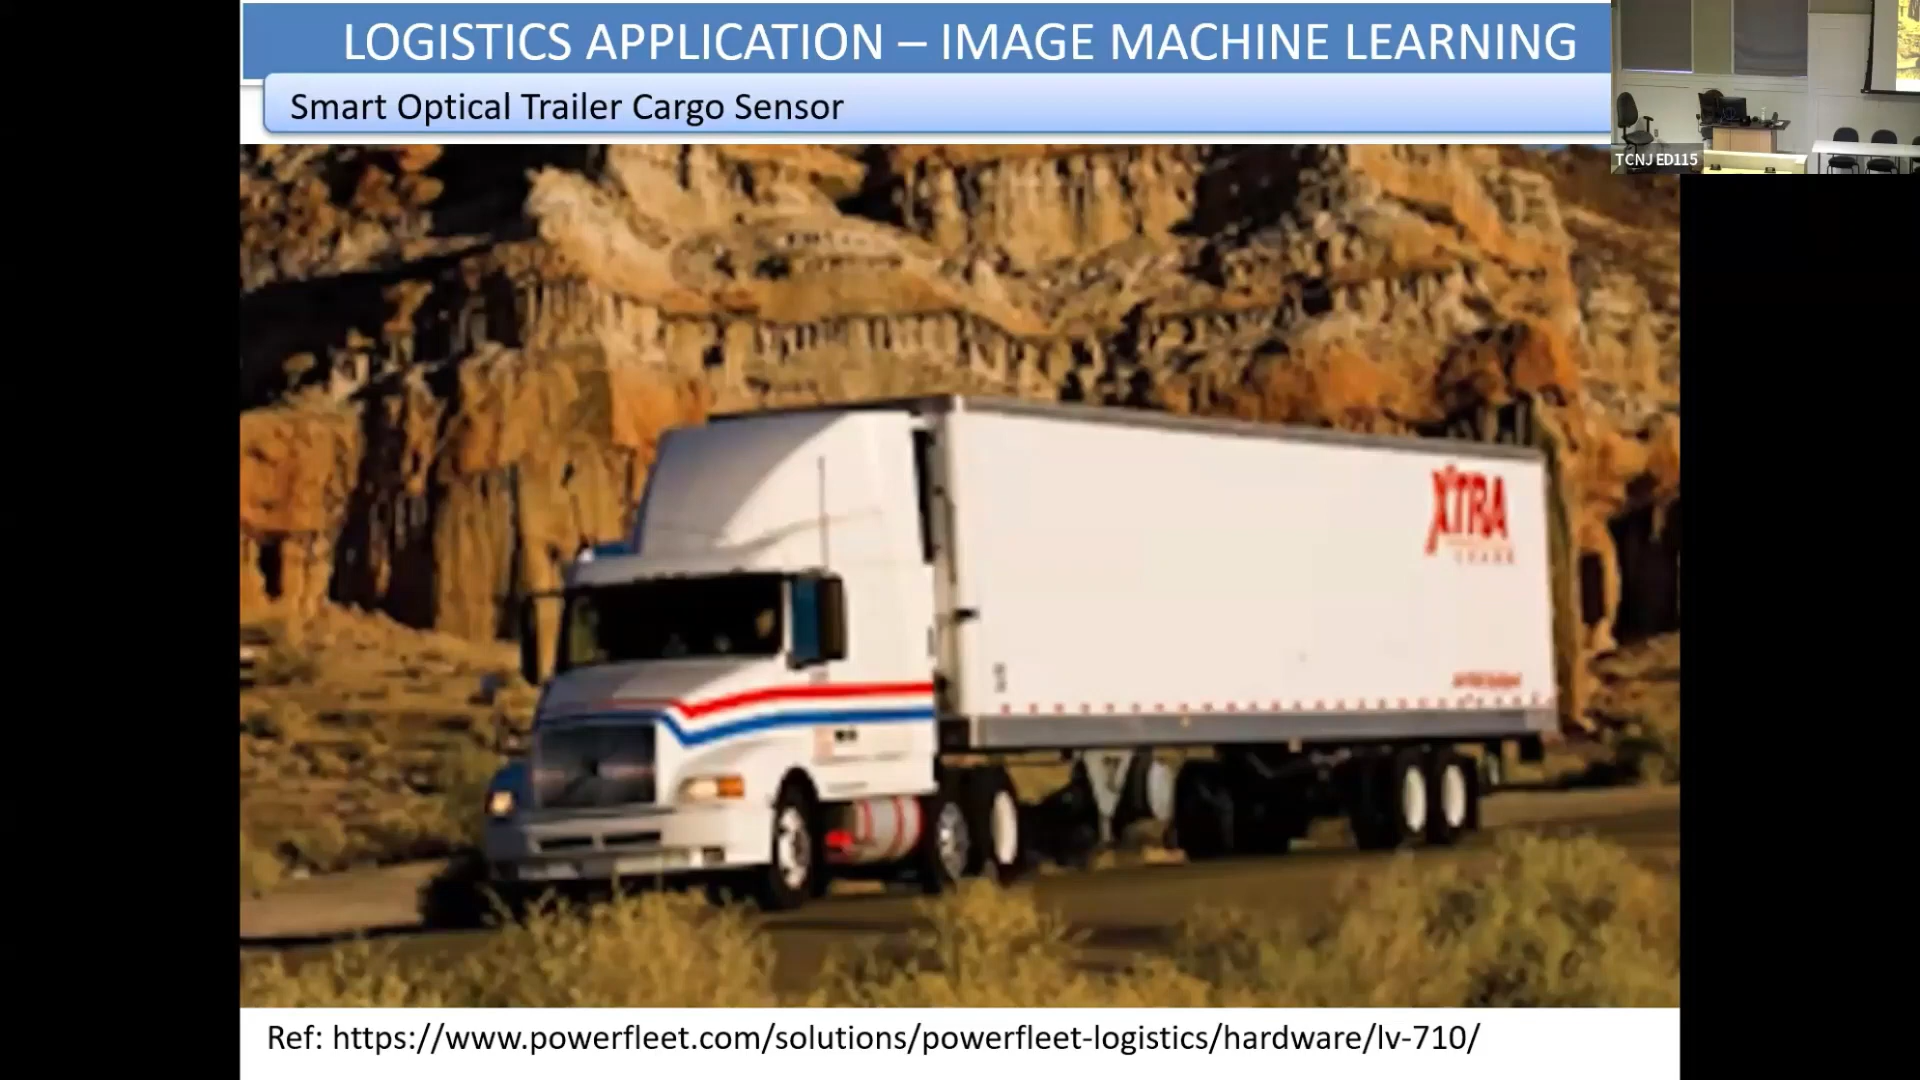 LOGISTICS APPLICATION – IMAGE MACHINE LEARNING
Smart Optical Trailer Cargo Sensor
TCNJ ED115
XTRA
Ref: https://www.powerfleet.com/solutions/powerfleet-logistics/hardware/lv-710/